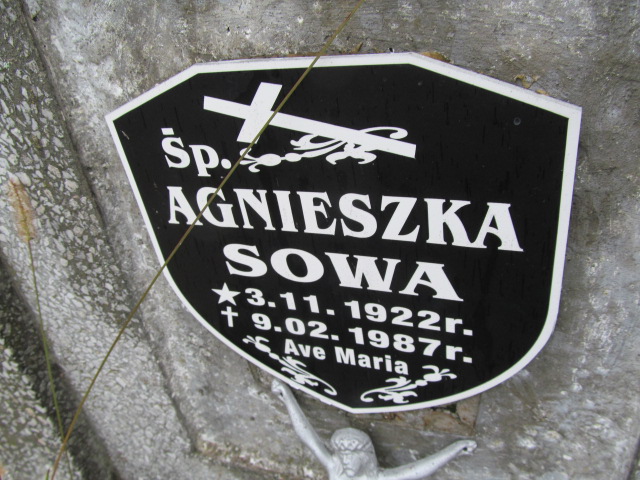 Śp.
AGNIESZKA
SOWA
★ 3.11.1922r.
† 9.02.1987r.
Ave Maria